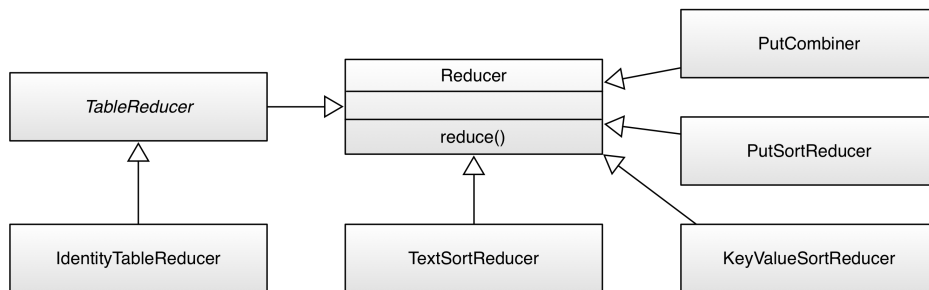 PutCombiner
Reducer
TableReducer
reduce()
PutSortReducer
IdentityTableReducer
TextSortReducer
KeyValueSortReducer